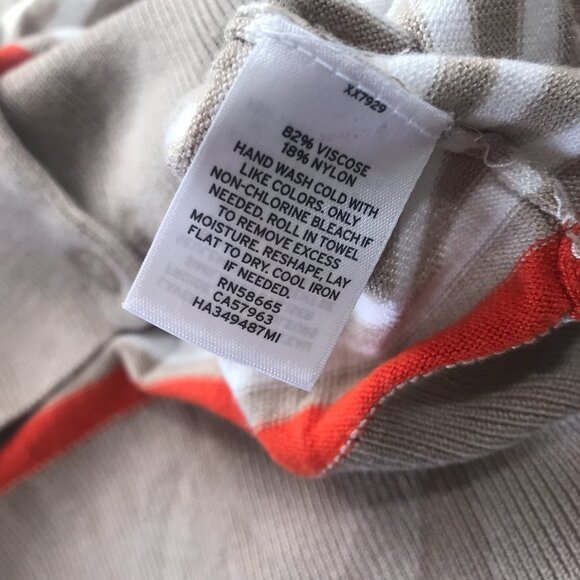 XX7929
82% VISCOSE
18% NYLON
HAND WASH COLD WITH
LIKE COLORS. ONLY
NON-CHLORINE BLEACH IF
NEEDED. ROLL IN TOWEL
TO REMOVE EXCESS
MOISTURE. RESHAPE, LAY
FLAT TO DRY. COOL IRON
IF NEEDED.
RN58665
CA57963
HA349487MI